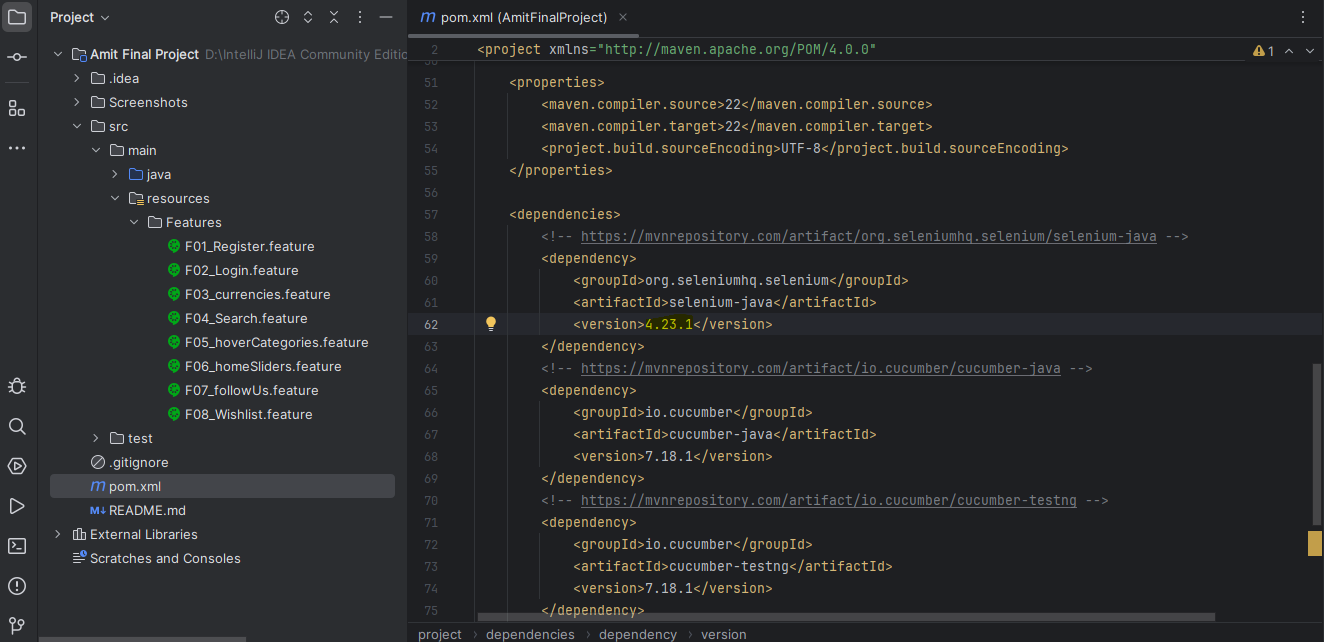 Project
Amit Final Project D:\IntelliJ IDEA Community Editio
.idea
Screenshots
src
main
java
resources
Features
F01_Register.feature
F02_Login.feature
F03_currencies.feature
F04_Search.feature
F05_hoverCategories.feature
F06_homeSliders.feature
F07_followUs.feature
F08_Wishlist.feature
test
.gitignore
m pom.xml
M↓ README.md
External Libraries
Scratches and Consoles
m pom.xml (AmitFinalProject)
2 <project xmlns="http://maven.apache.org/POM/4.0.0"
1
50
51 <properties>
52 <maven.compiler.source>22</maven.compiler.source>
53 <maven.compiler.target>22</maven.compiler.target>
54 <project.build.sourceEncoding>UTF-8</project.build.sourceEncoding>
55 </properties>
56
57 <dependencies>
58 <!-- https://mvnrepository.com/artifact/org.seleniumhq.selenium/selenium-java -->
59 <dependency>
60 <groupId>org.seleniumhq.selenium</groupId>
61 <artifactId>selenium-java</artifactId>
62 <version>4.23.1</version>
63 </dependency>
64 <!-- https://mvnrepository.com/artifact/io.cucumber/cucumber-java -->
65 <dependency>
66 <groupId>io.cucumber</groupId>
67 <artifactId>cucumber-java</artifactId>
68 <version>7.18.1</version>
69 </dependency>
70 <!-- https://mvnrepository.com/artifact/io.cucumber/cucumber-testng -->
71 <dependency>
72 <groupId>io.cucumber</groupId>
73 <artifactId>cucumber-testng</artifactId>
74 <version>7.18.1</version>
75 </dependency>
project › dependencies › dependency › version